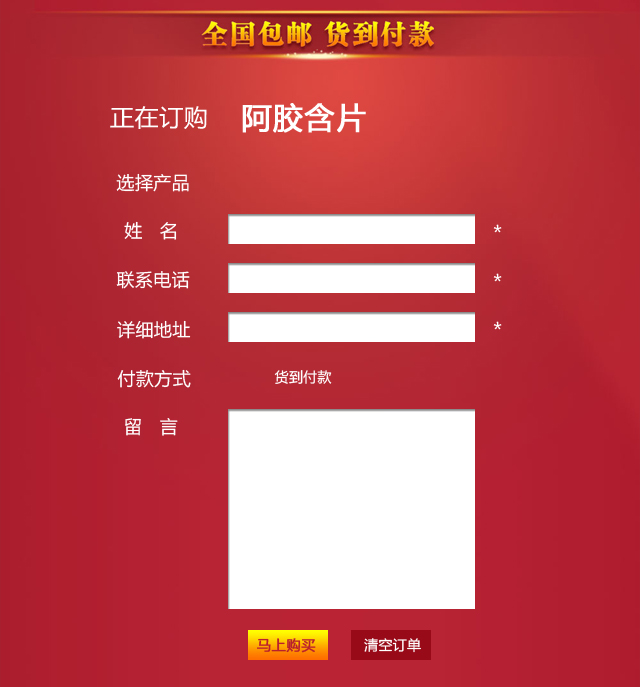 全国包邮 货到付款
正在订购 阿胶含片
选择产品
姓 名 *
联系电话 *
详细地址 *
付款方式 货到付款
留 言
马上购买 清空订单